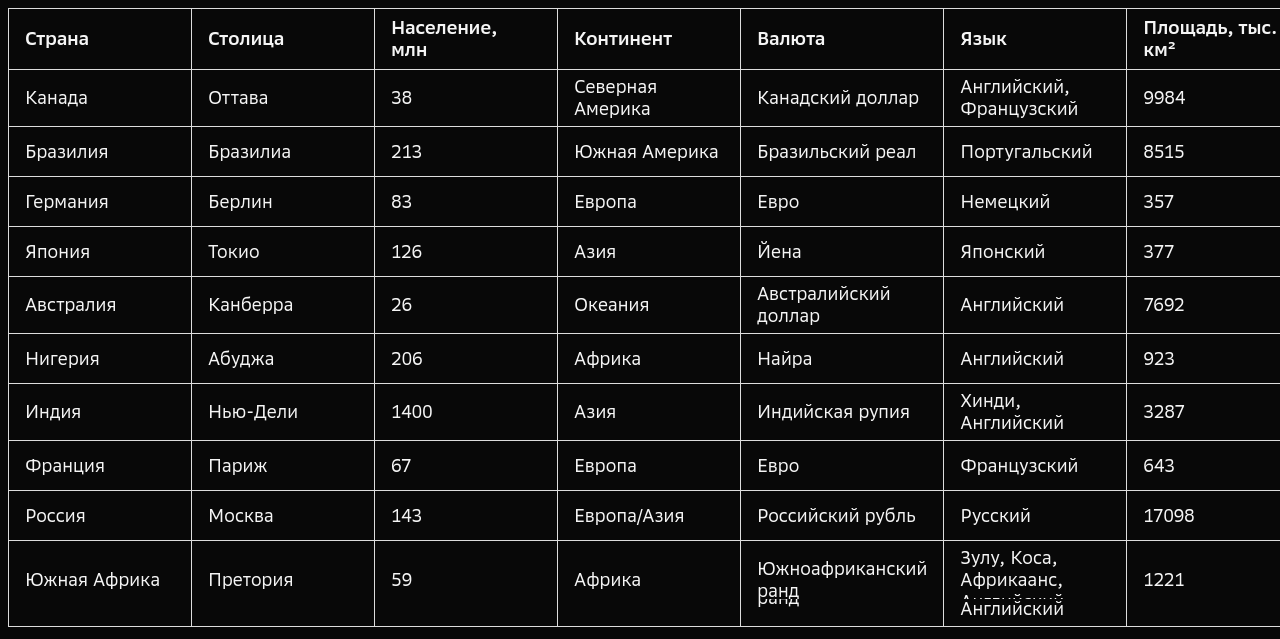 Страна Столица Население, млн Континент Валюта Язык Площадь, тыс. км²
Канада Оттава 38 Северная Америка Канадский доллар Английский, Французский 9984
Бразилия Бразилиа 213 Южная Америка Бразильский реал Португальский 8515
Германия Берлин 83 Европа Евро Немецкий 357
Япония Токио 126 Азия Йена Японский 377
Австралия Канберра 26 Океания Австралийский доллар Английский 7692
Нигерия Абуджа 206 Африка Найра Английский 923
Индия Нью-Дели 1400 Азия Индийская рупия Хинди, Английский 3287
Франция Париж 67 Европа Евро Французский 643
Россия Москва 143 Европа/Азия Российский рубль Русский 17098
Южная Африка Претория 59 Африка Южноафриканский ранд Зулу, Коса, Африкаанс, Английский 1221